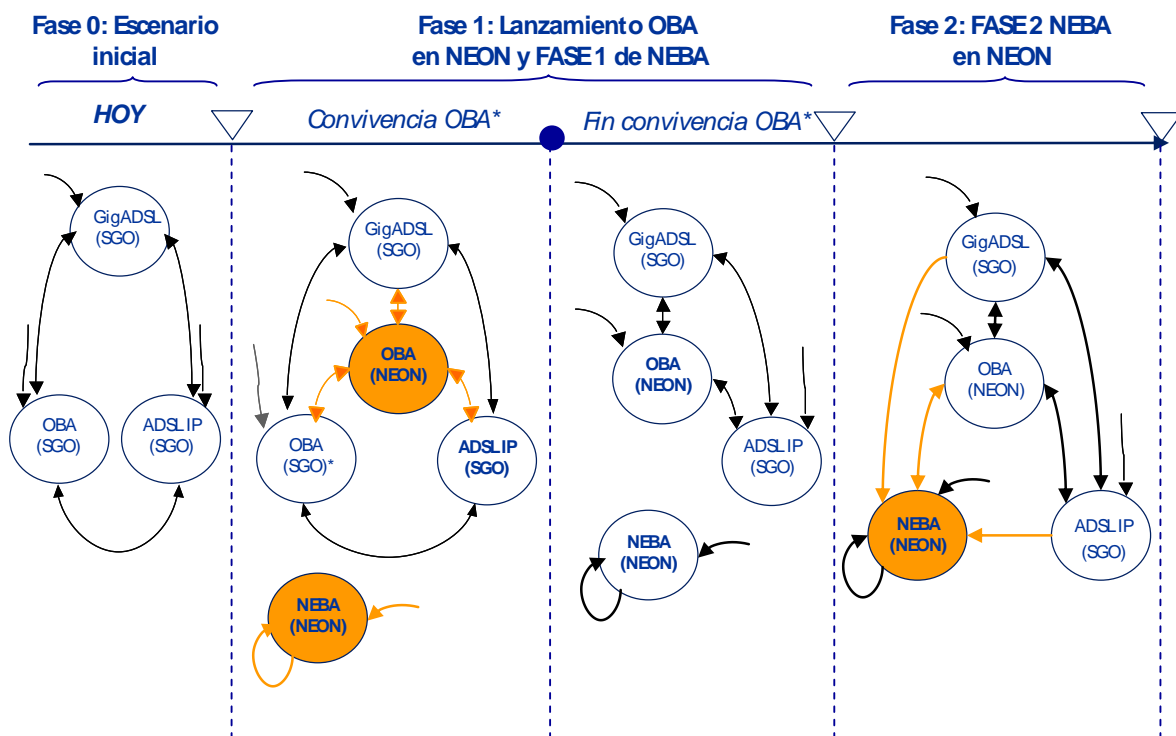 Fase 0: Escenario
inicial
Fase 1: Lanzamiento OBA
en NEON y FASE 1 de NEBA
Fase 2: FASE 2 NEBA
en NEON
HOY
Convivencia OBA*
Fin convivencia OBA*
GigADSL
(SGO)
OBA
(SGO)
ADSL IP
(SGO)
GigADSL
(SGO)
OBA
(NEON)
OBA
(SGO)*
ADSL IP
(SGO)
NEBA
(NEON)
GigADSL
(SGO)
OBA
(NEON)
ADSL IP
(SGO)
NEBA
(NEON)
GigADSL
(SGO)
OBA
(NEON)
NEBA
(NEON)
ADSL IP
(SGO)